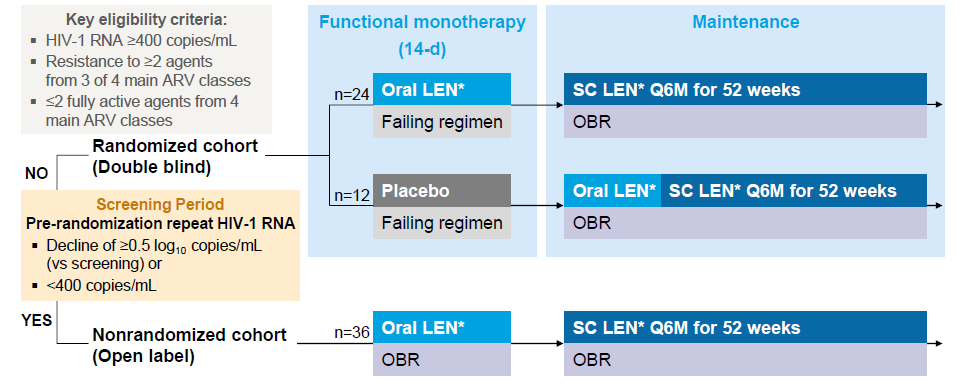 Key eligibility criteria:
▪ HIV-1 RNA ≥400 copies/mL
▪ Resistance to ≥2 agents
from 3 of 4 main ARV classes
▪ ≤2 fully active agents from 4
main ARV classes
Functional monotherapy
(14-d)
Maintenance
NO
Randomized cohort
(Double blind)
n=24
Oral LEN*
Failing regimen
SC LEN* Q6M for 52 weeks
OBR
n=12
Placebo
Failing regimen
Oral LEN*
SC LEN* Q6M for 52 weeks
OBR
Screening Period
Pre-randomization repeat HIV-1 RNA
▪ Decline of ≥0.5 log₁₀ copies/mL
(vs screening) or
▪ <400 copies/mL
YES
Nonrandomized cohort
(Open label)
n=36
Oral LEN*
OBR
SC LEN* Q6M for 52 weeks
OBR